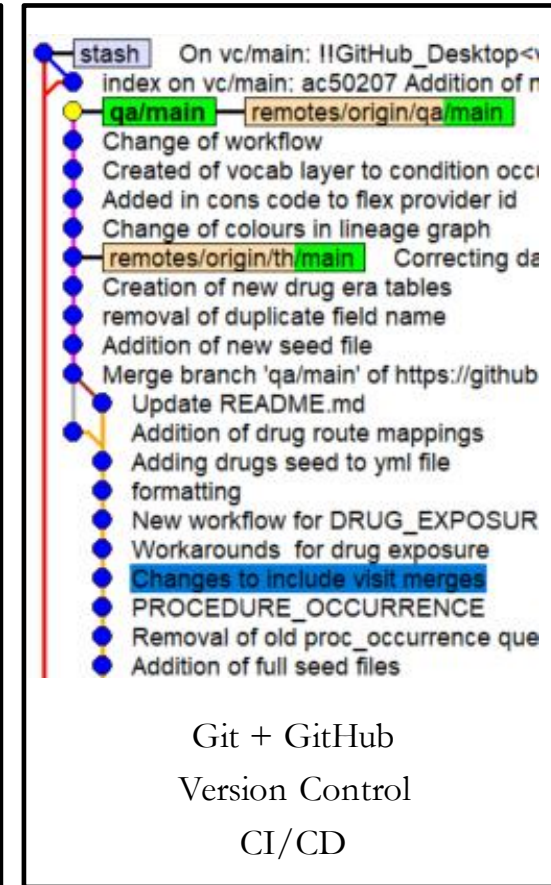 stash On vc/main: !!GitHub_Desktop<
index on vc/main: ac50207 Addition of
qa/main remotes/origin/qa/main
Change of workflow
Created of vocab layer to condition
Added in cons code to flex provider id
Change of colours in lineage graph
remotes/origin/th/main Correcting
Creation of new drug era tables
removal of duplicate field name
Addition of new seed file
Merge branch 'qa/main' of https://github
Update README.md
Addition of drug route mappings
Adding drugs seed to yml file
formatting
New workflow for DRUG_EXPOSUR
Workarounds for drug exposure
Changes to include visit merges
PROCEDURE_OCCURRENCE
Removal of old proc_occurrence que
Addition of full seed files
Git + GitHub
Version Control
CI/CD